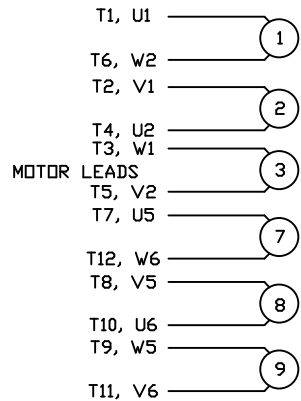 T1, U1
1
T6, W2
T2, V1
2
T4, U2
T3, W1
MOTOR LEADS
3
T5, V2
T7, U5
7
T12, W6
T8, V5
8
T10, U6
T9, W5
9
T11, V6